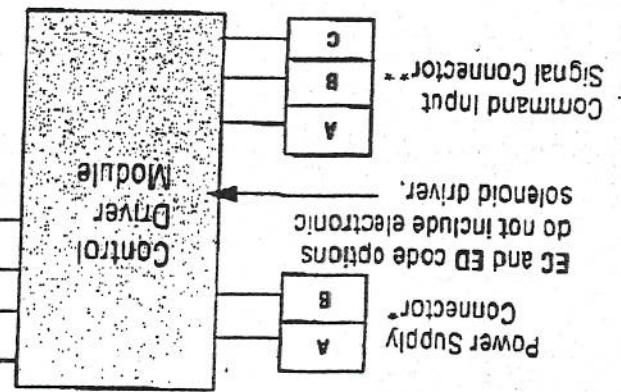 Power Supply
Connector*
A
B
EC and ED code options
do not include electronic
solenoid driver.
Control
Driver
Module
Command Input
Signal Connector**
A
B
C